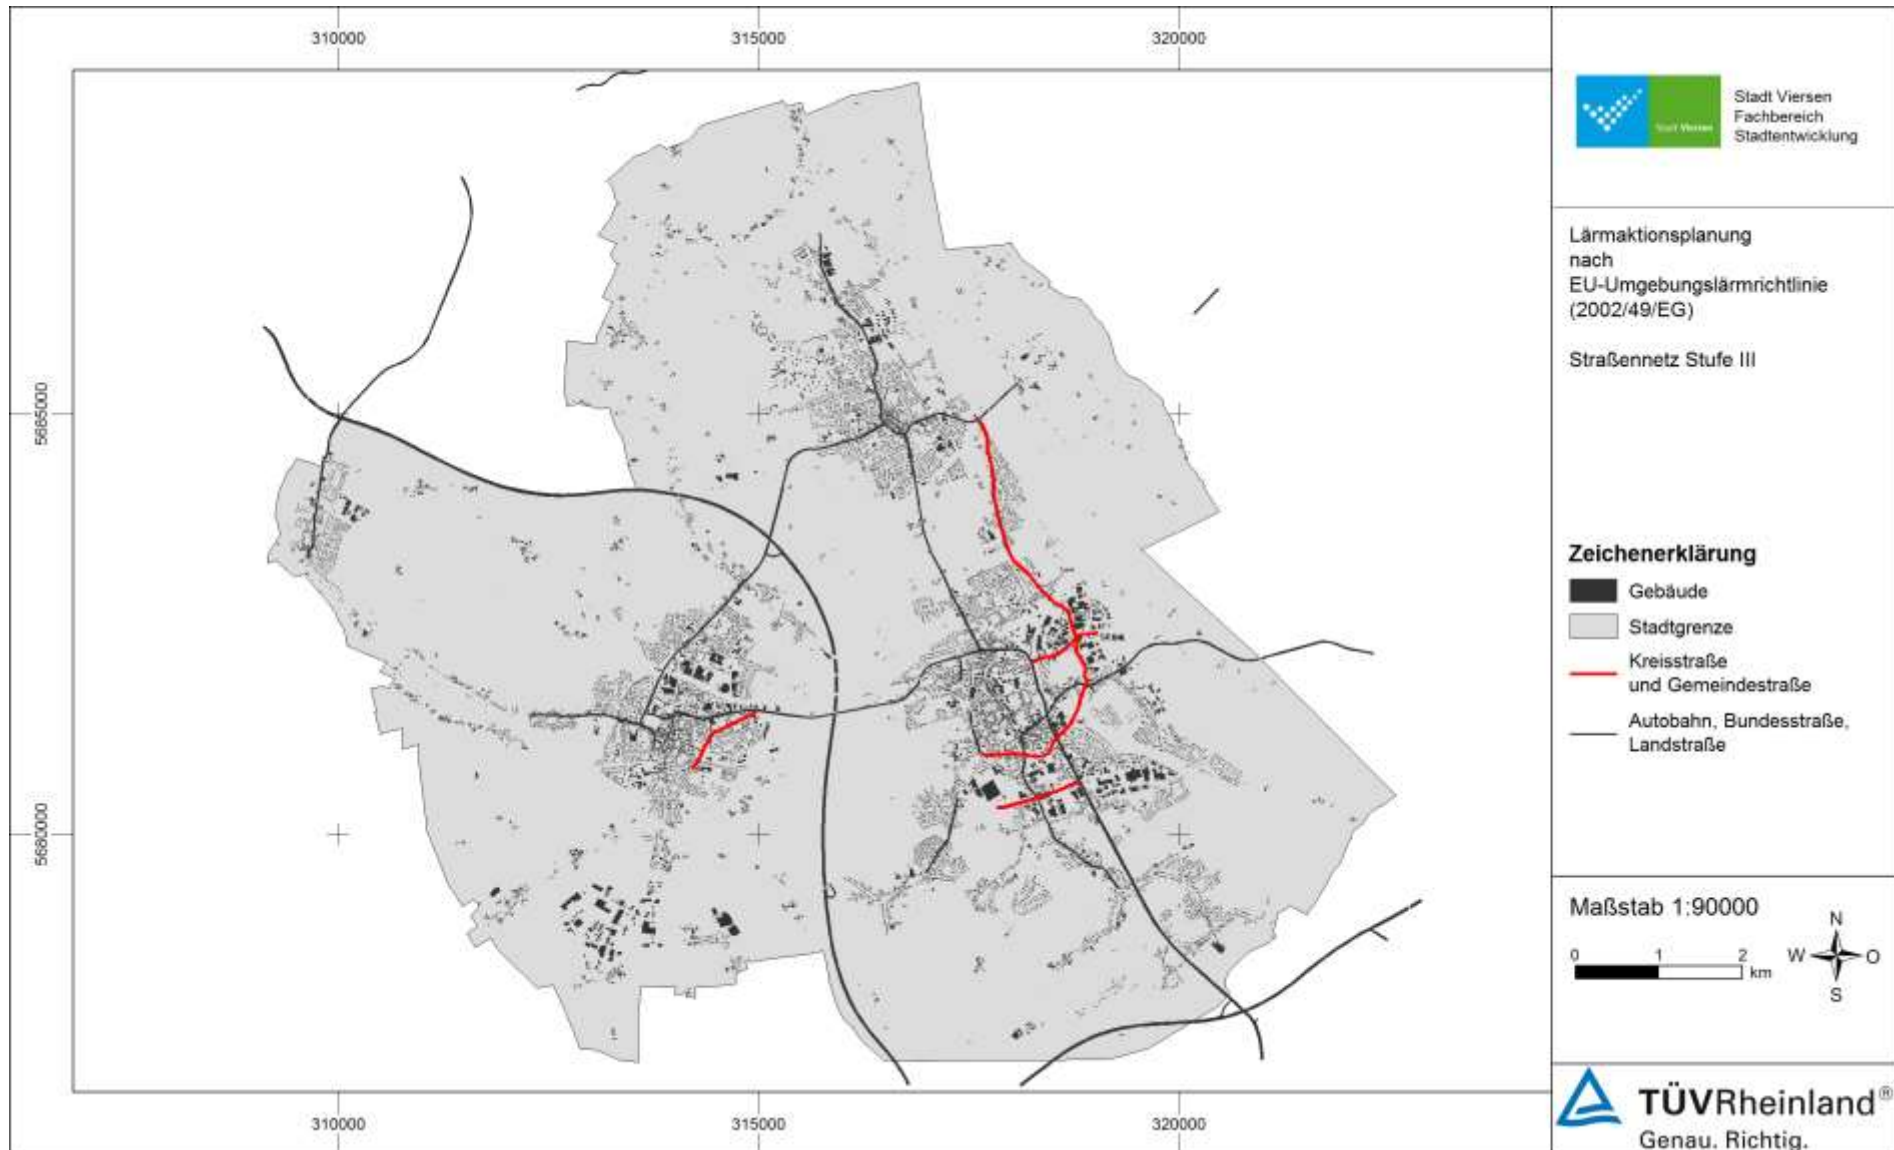 310000
315000
320000
5685000
5680000
310000
315000
320000
Stadt Viersen
Stadt Viersen
Fachbereich
Stadtentwicklung
Lärmaktionsplanung
nach
EU-Umgebungslärmrichtlinie
(2002/49/EG)
Straßennetz Stufe III
Zeichenerklärung
Gebäude
Stadtgrenze
Kreisstraße
und Gemeindestraße
Autobahn, Bundesstraße,
Landstraße
Maßstab 1:90000
0 1 2
km
N
W O
S
TÜVRheinland®
Genau. Richtig.